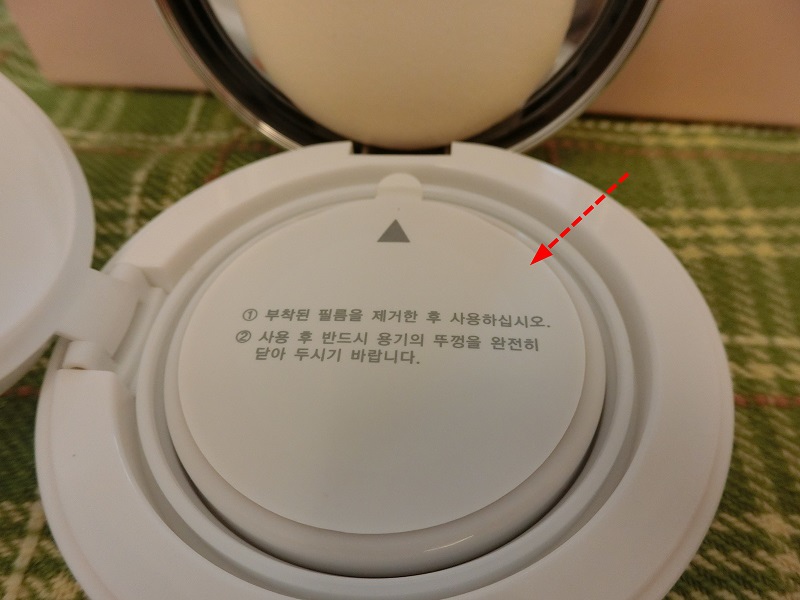 ① 부착된 필름을 제거한 후 사용하십시오.
② 사용 후 반드시 용기의 뚜껑을 완전히
닫아 두시기 바랍니다.